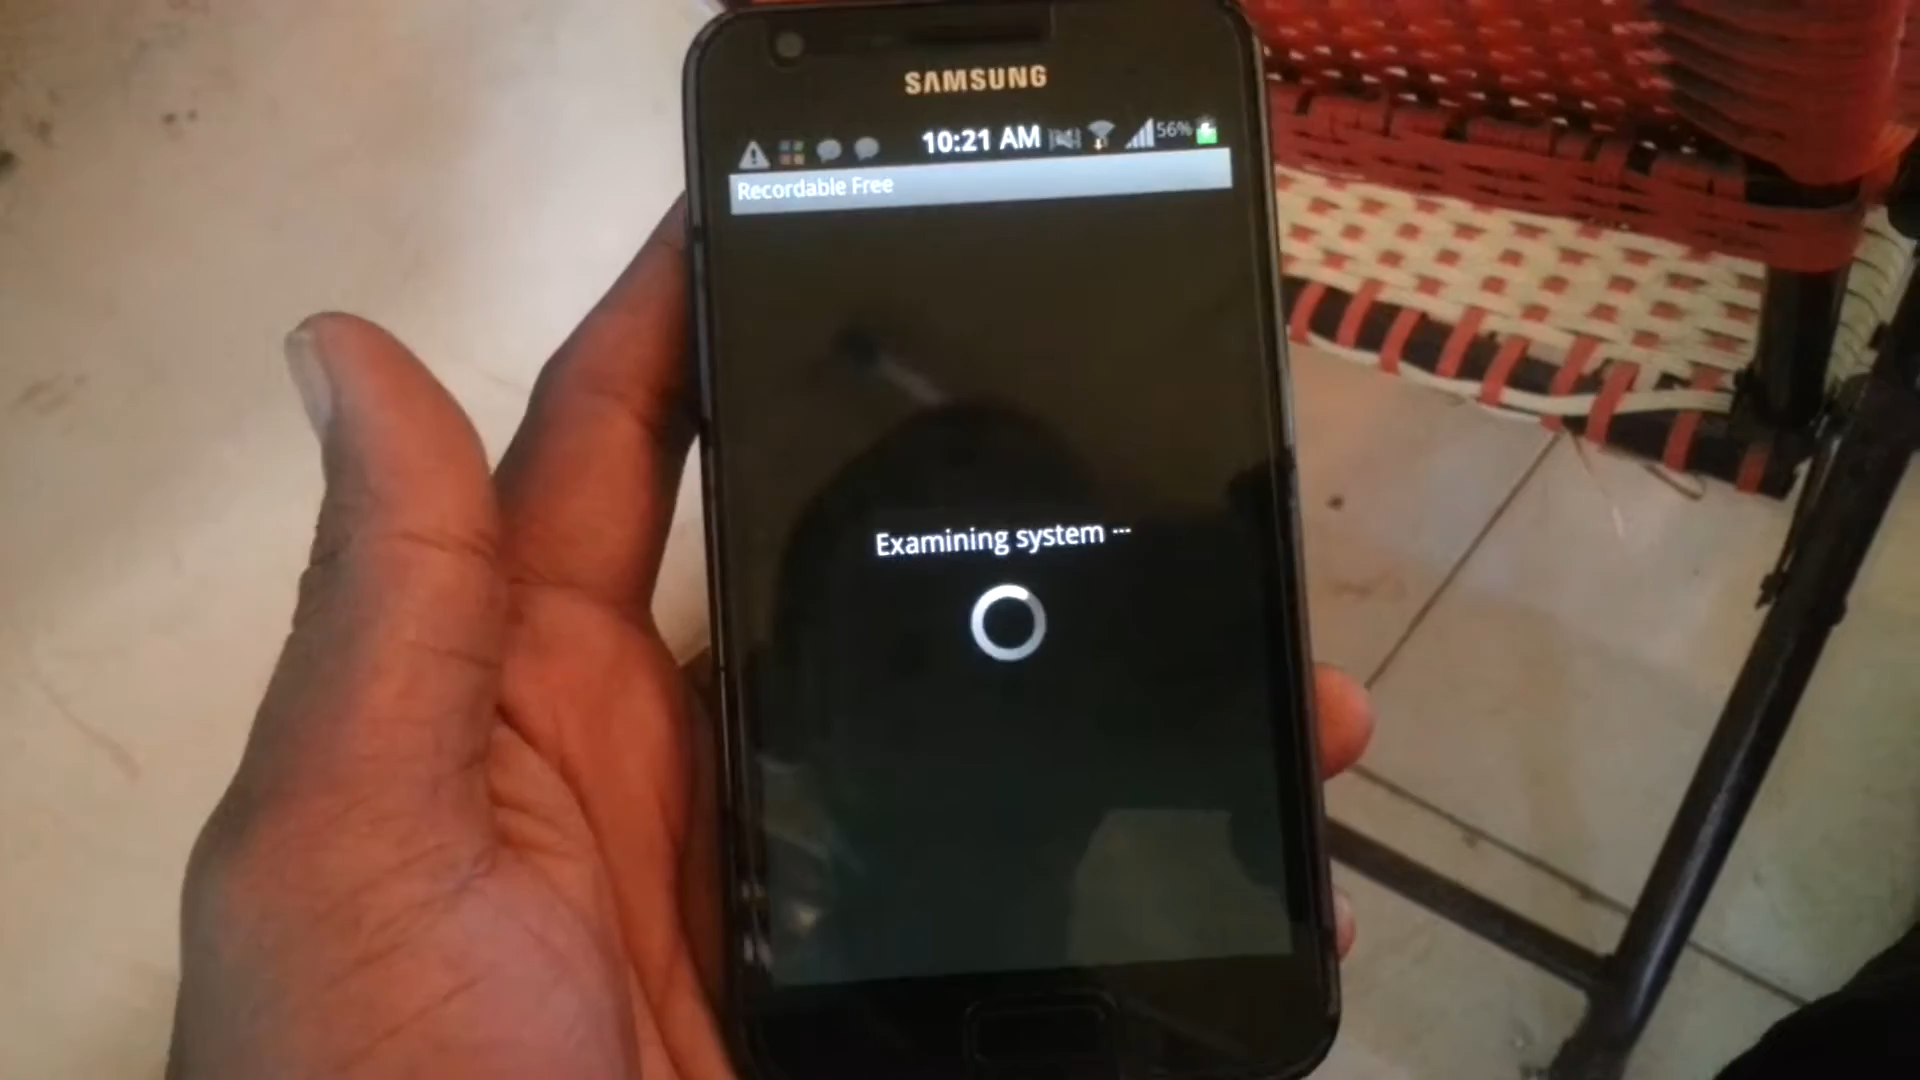 SAMSUNG
10:21 AM 56%
Recordable Free
Examining system ...